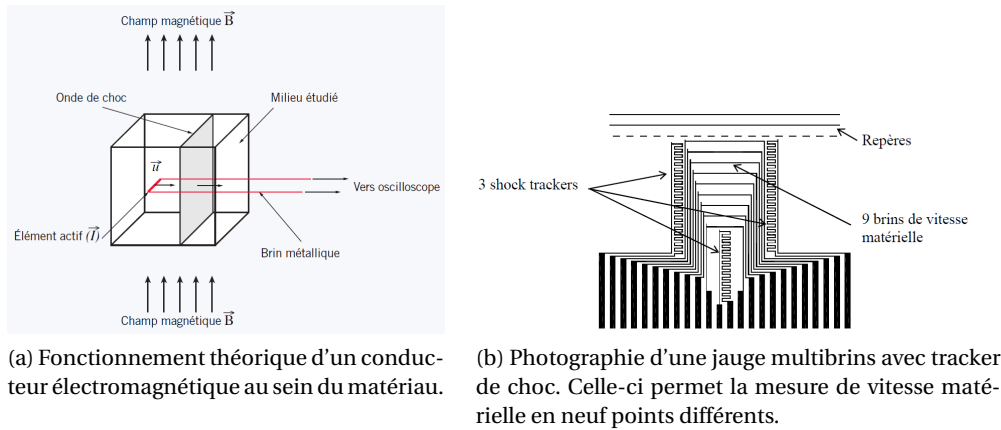 Champ magnétique B
Onde de choc
Milieu étudié
u
Vers oscilloscope
Élément actif (I)
Brin métallique
Champ magnétique B
(a) Fonctionnement théorique d'un conduc-
teur électromagnétique au sein du matériau.
Repères
3 shock trackers
9 brins de vitesse
matérielle
(b) Photographie d'une jauge multibrins avec tracker
de choc. Celle-ci permet la mesure de vitesse maté-
rielle en neuf points différents.